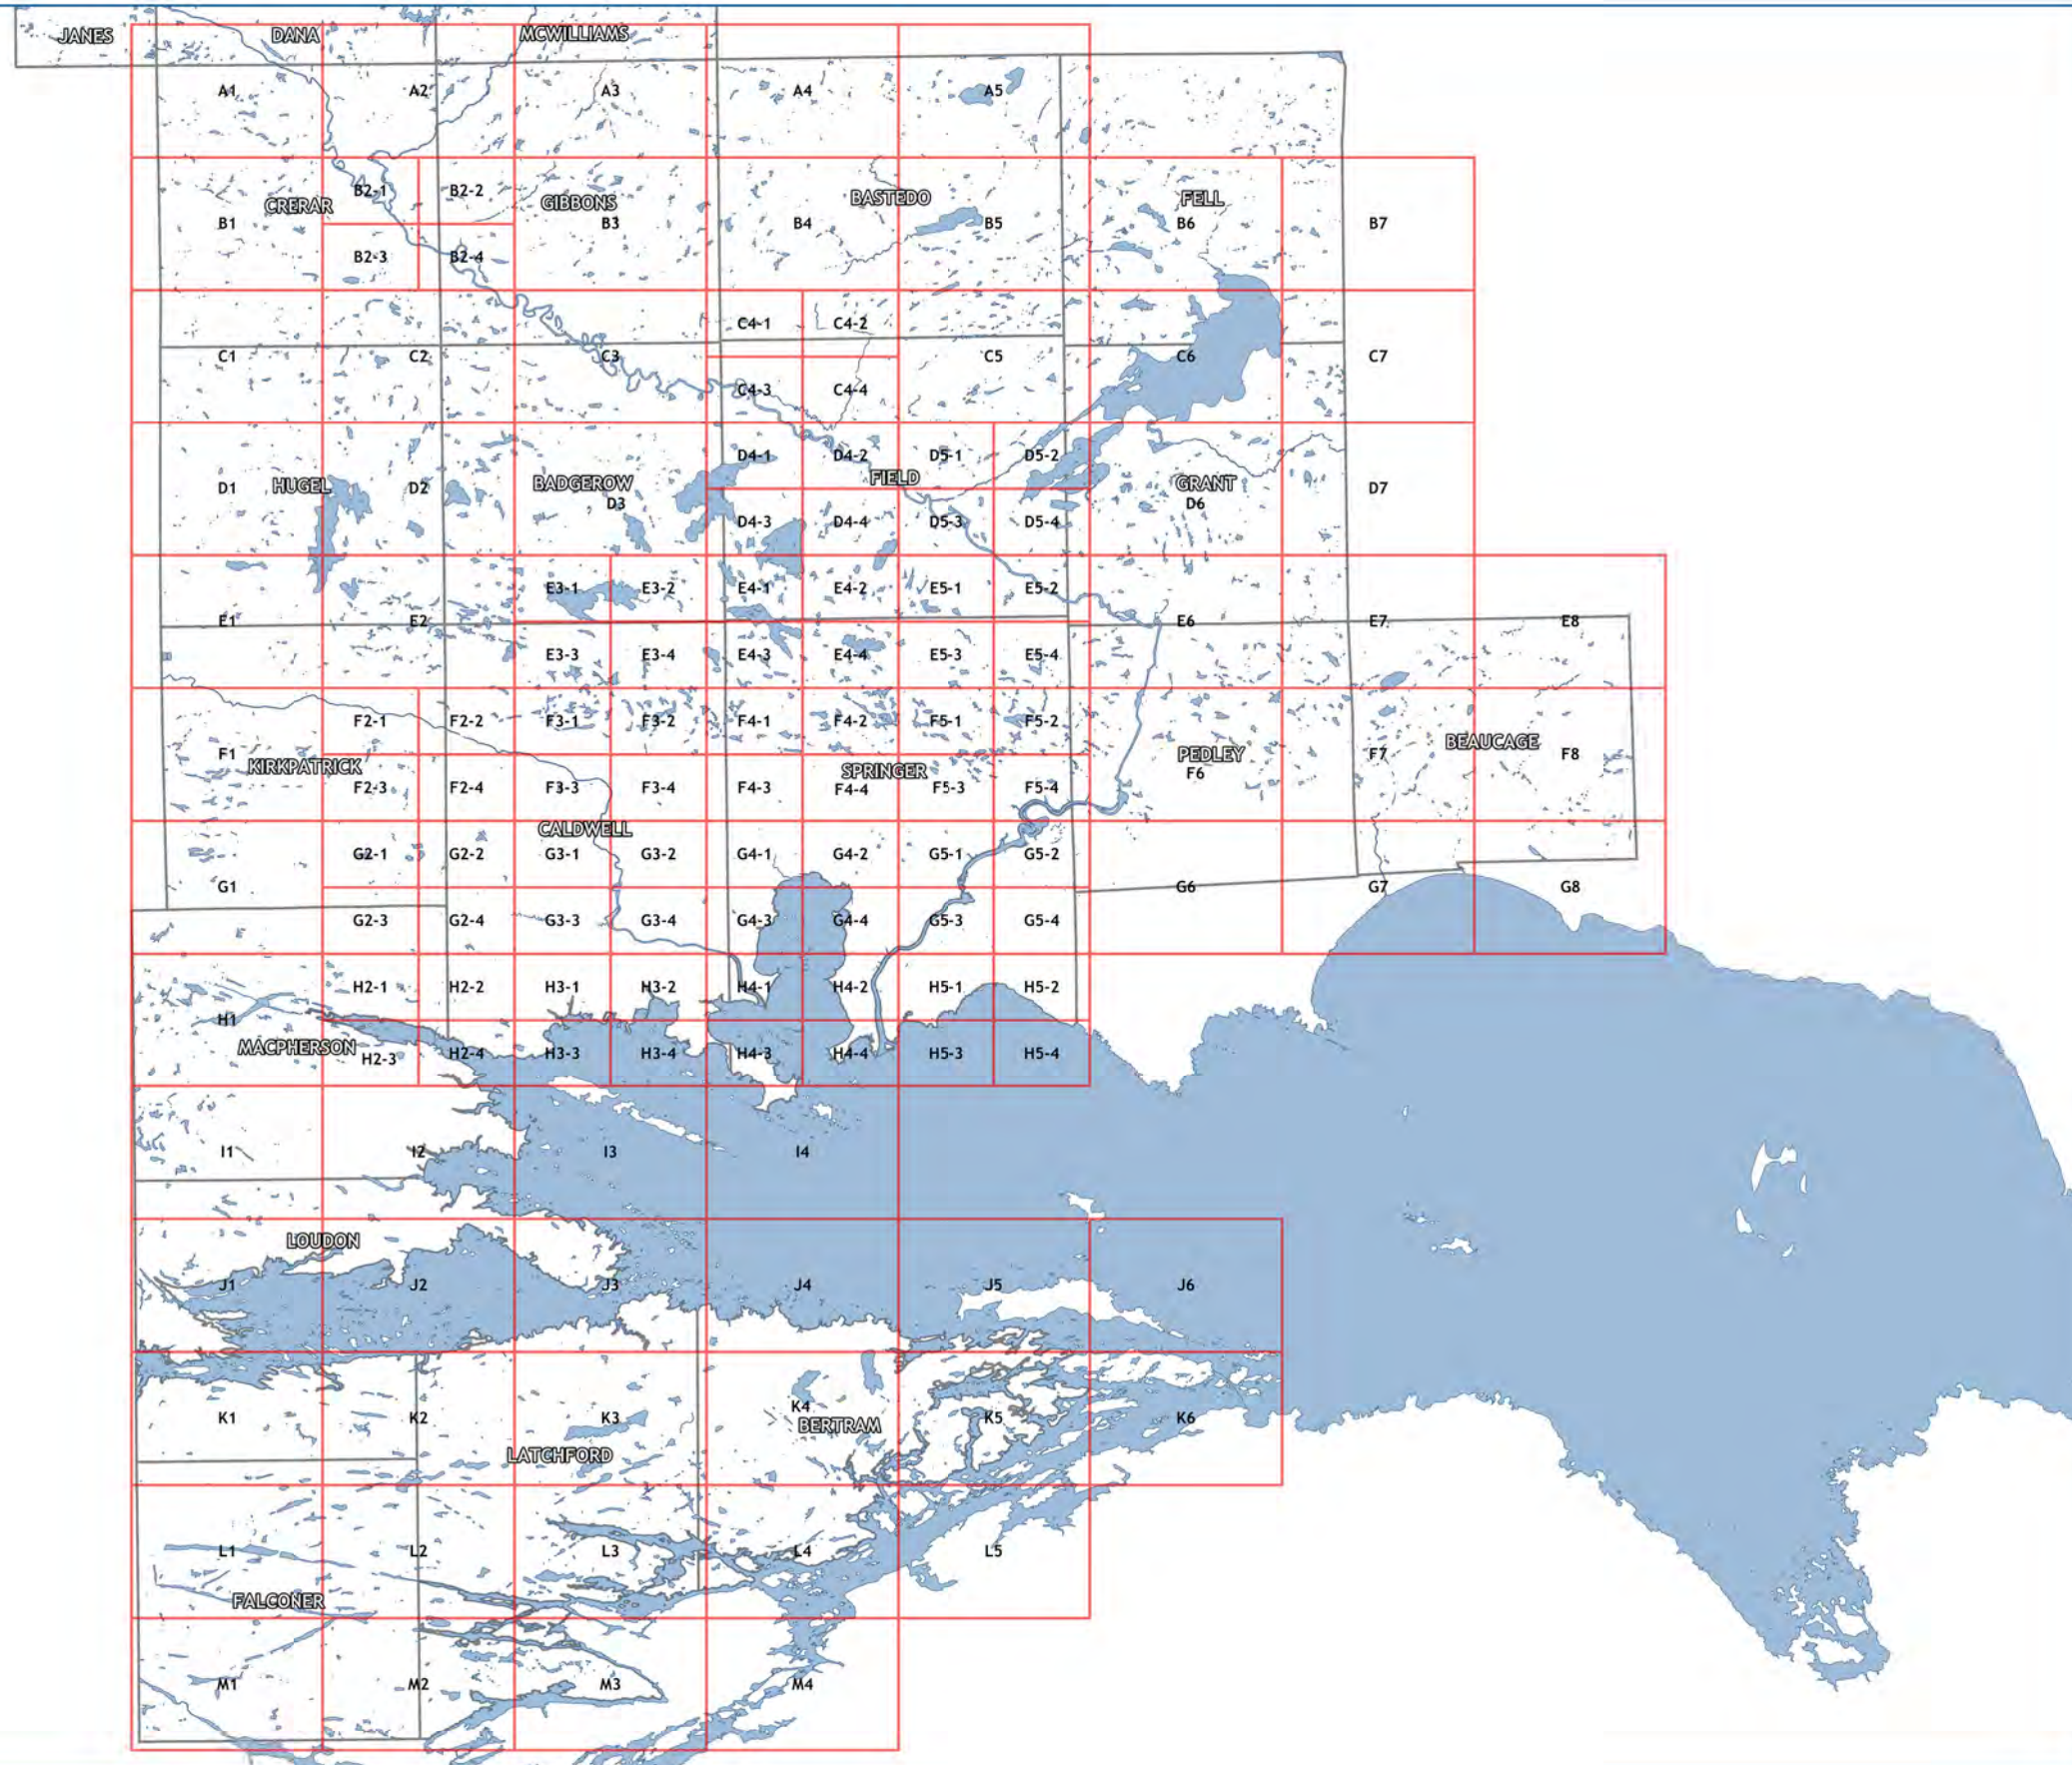 JANES DANA MCWILLIAMS
A1 A2 A3 A4 A5
B2-1 B2-2
CRERAR GIBBONS BASTEDO FELL
B1 B3 B4 B5 B6 B7
B2-3 B2-4
C4-1 C4-2
C1 C2 C3 C5 C6 C7
C4-3 C4-4
D4-1 D4-2 D5-1 D5-2
HUGEL BADGEROW FIELD GRANT
D1 D2 D3 D6 D7
D4-3 D4-4 D5-3 D5-4
E3-1 E3-2 E4-1 E4-2 E5-1 E5-2
E1 E2 E6 E7 E8
E3-3 E3-4 E4-3 E4-4 E5-3 E5-4
F2-1 F2-2 F3-1 F3-2 F4-1 F4-2 F5-1 F5-2
BEAUCAGE
F1 PEDLEY F7 F8
KIRKPATRICK SPRINGER F6
F2-3 F2-4 F3-3 F3-4 F4-3 F4-4 F5-3 F5-4
CALDWELL
G2-1 G2-2 G3-1 G3-2 G4-1 G4-2 G5-1 G5-2
G1 G6 G7 G8
G2-3 G2-4 G3-3 G3-4 G4-3 G4-4 G5-3 G5-4
H2-1 H2-2 H3-1 H3-2 H4-1 H4-2 H5-1 H5-2
H1
MACPHERSON
H2-3 H2-4 H3-3 H3-4 H4-3 H4-4 H5-3 H5-4
I1 I2 I3 I4
LOUDON
J1 J2 J3 J4 J5 J6
K1 K2 K3 K4 K5 K6
BERTRAM
LATCHFORD
L1 L2 L3 L4 L5
FALCONER
M1 M2 M3 M4